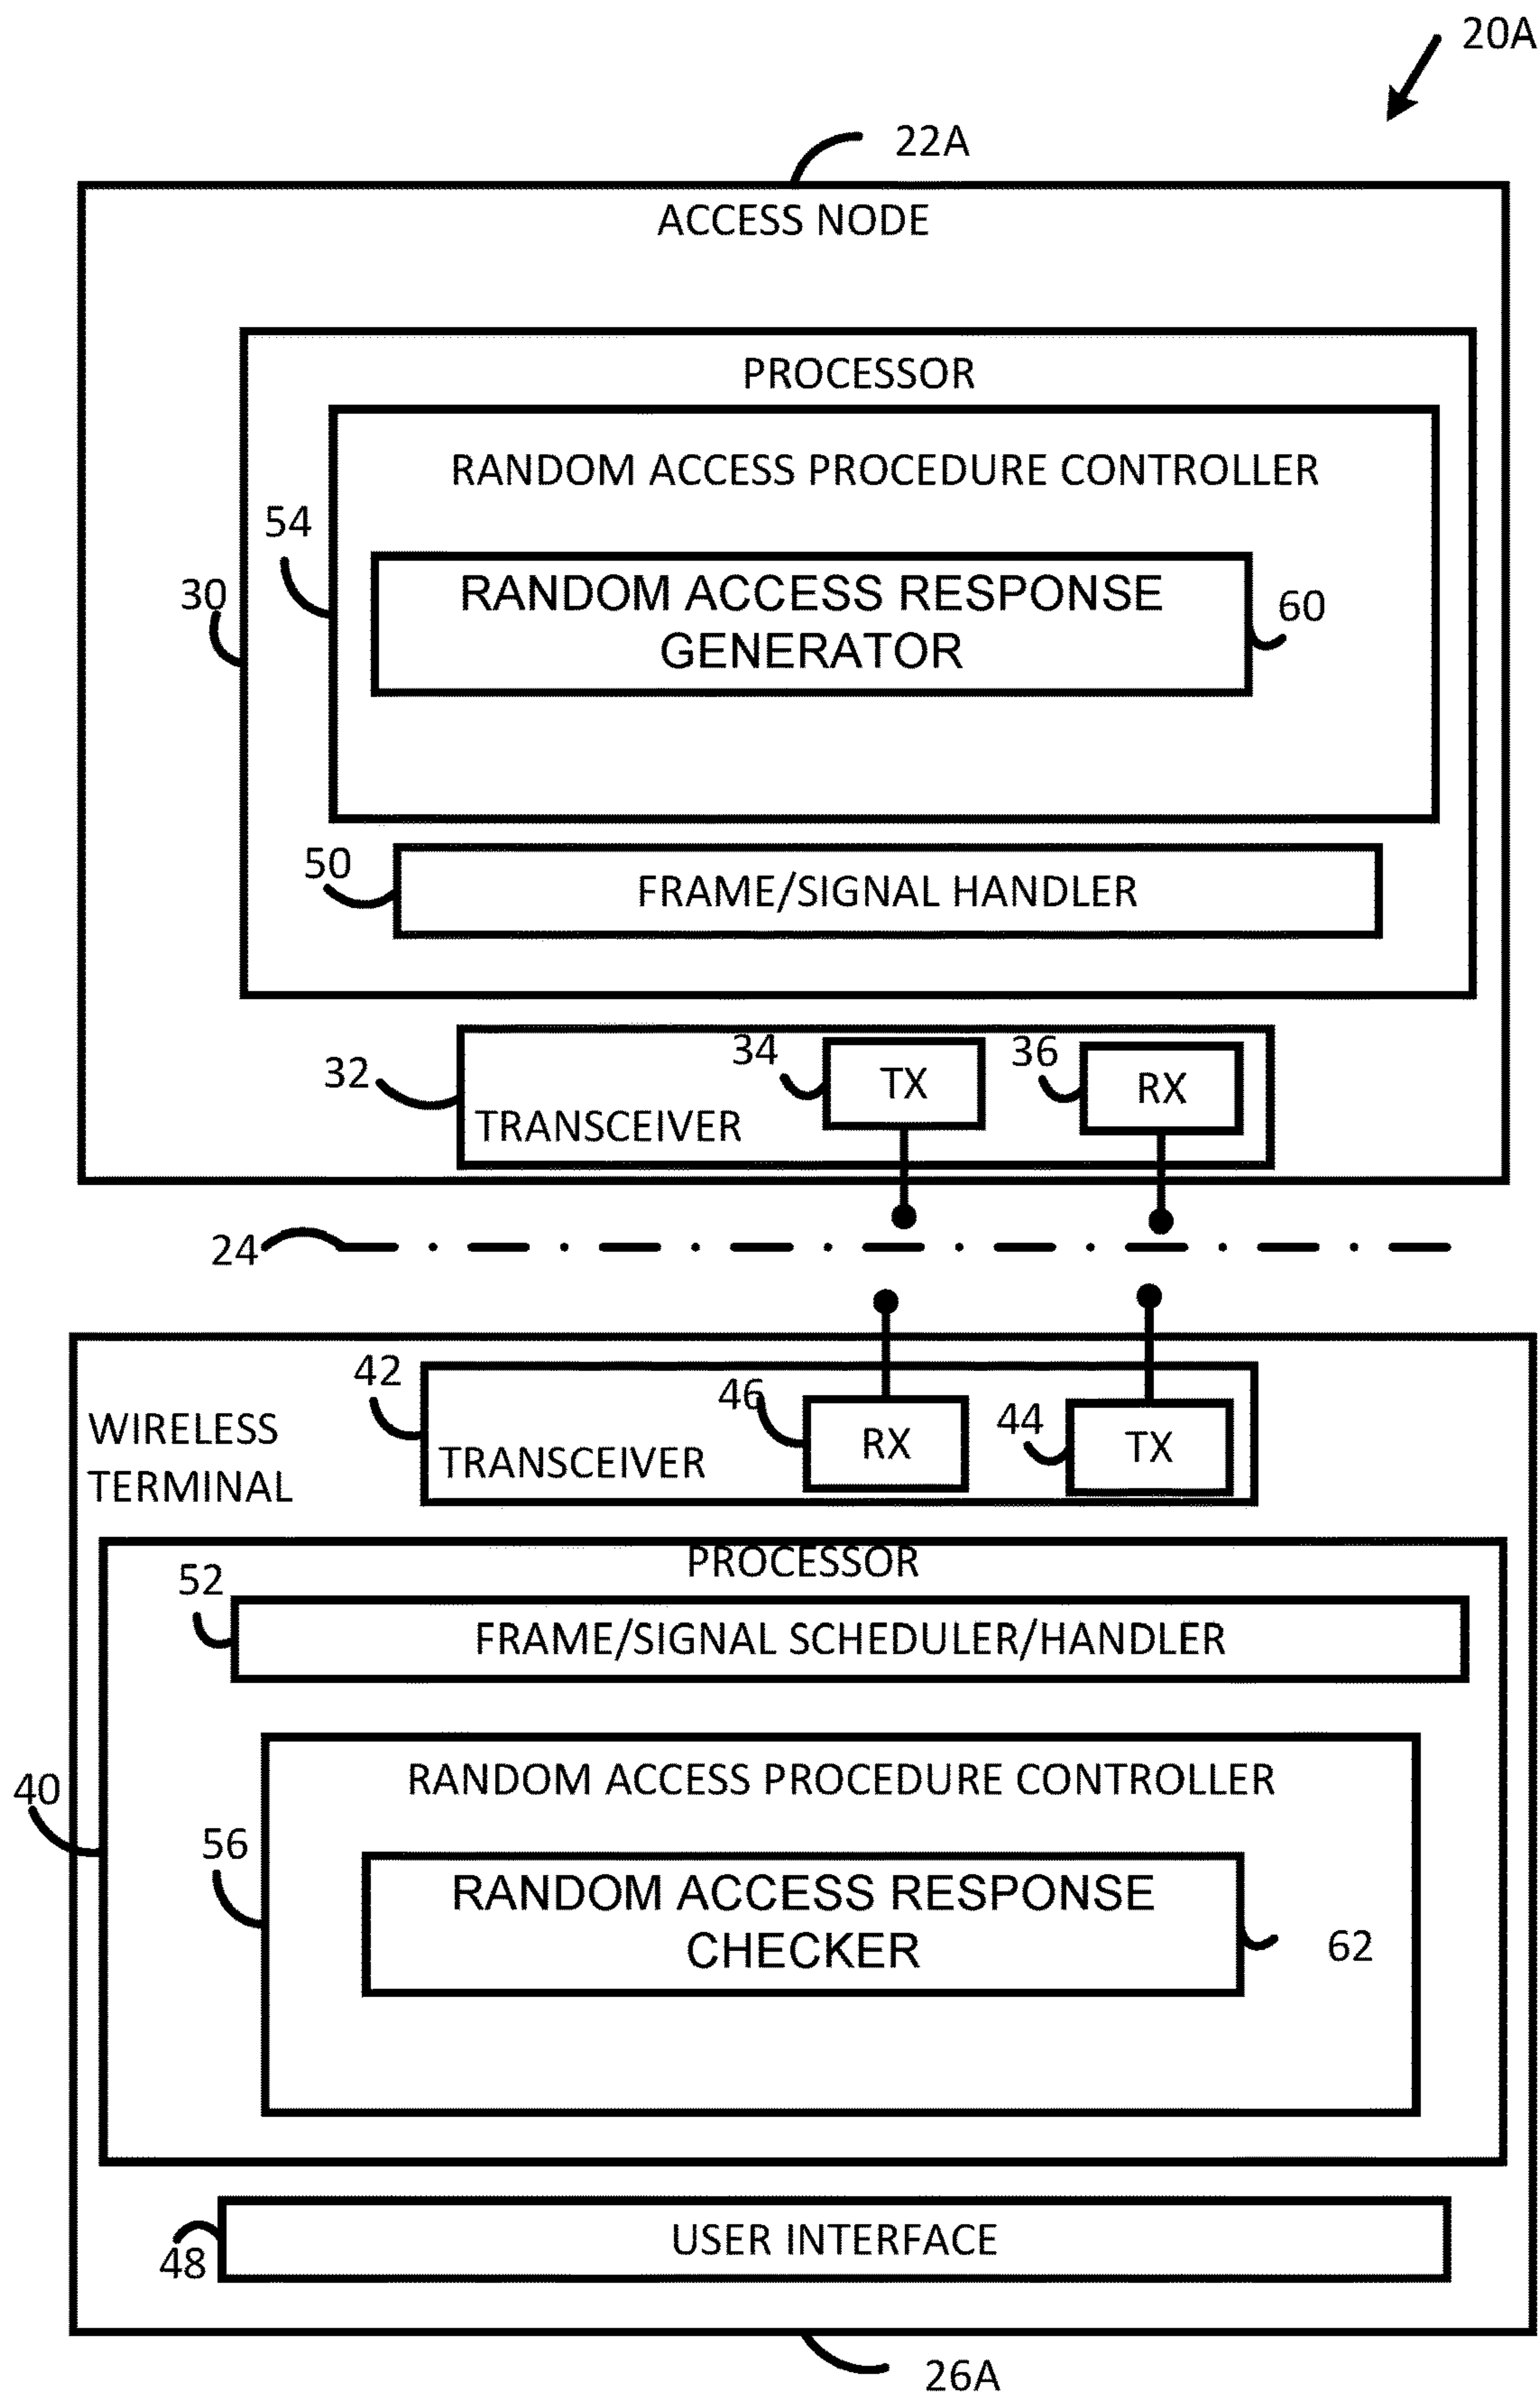 20A
22A
ACCESS NODE
PROCESSOR
RANDOM ACCESS PROCEDURE CONTROLLER
54
30
RANDOM ACCESS RESPONSE
GENERATOR
60
50
FRAME/SIGNAL HANDLER
32
TRANSCEIVER
34
TX
36
RX
24
42
TRANSCEIVER
46
RX
44
TX
WIRELESS
TERMINAL
PROCESSOR
52
FRAME/SIGNAL SCHEDULER/HANDLER
40
RANDOM ACCESS PROCEDURE CONTROLLER
56
RANDOM ACCESS RESPONSE
CHECKER
62
48
USER INTERFACE
26A